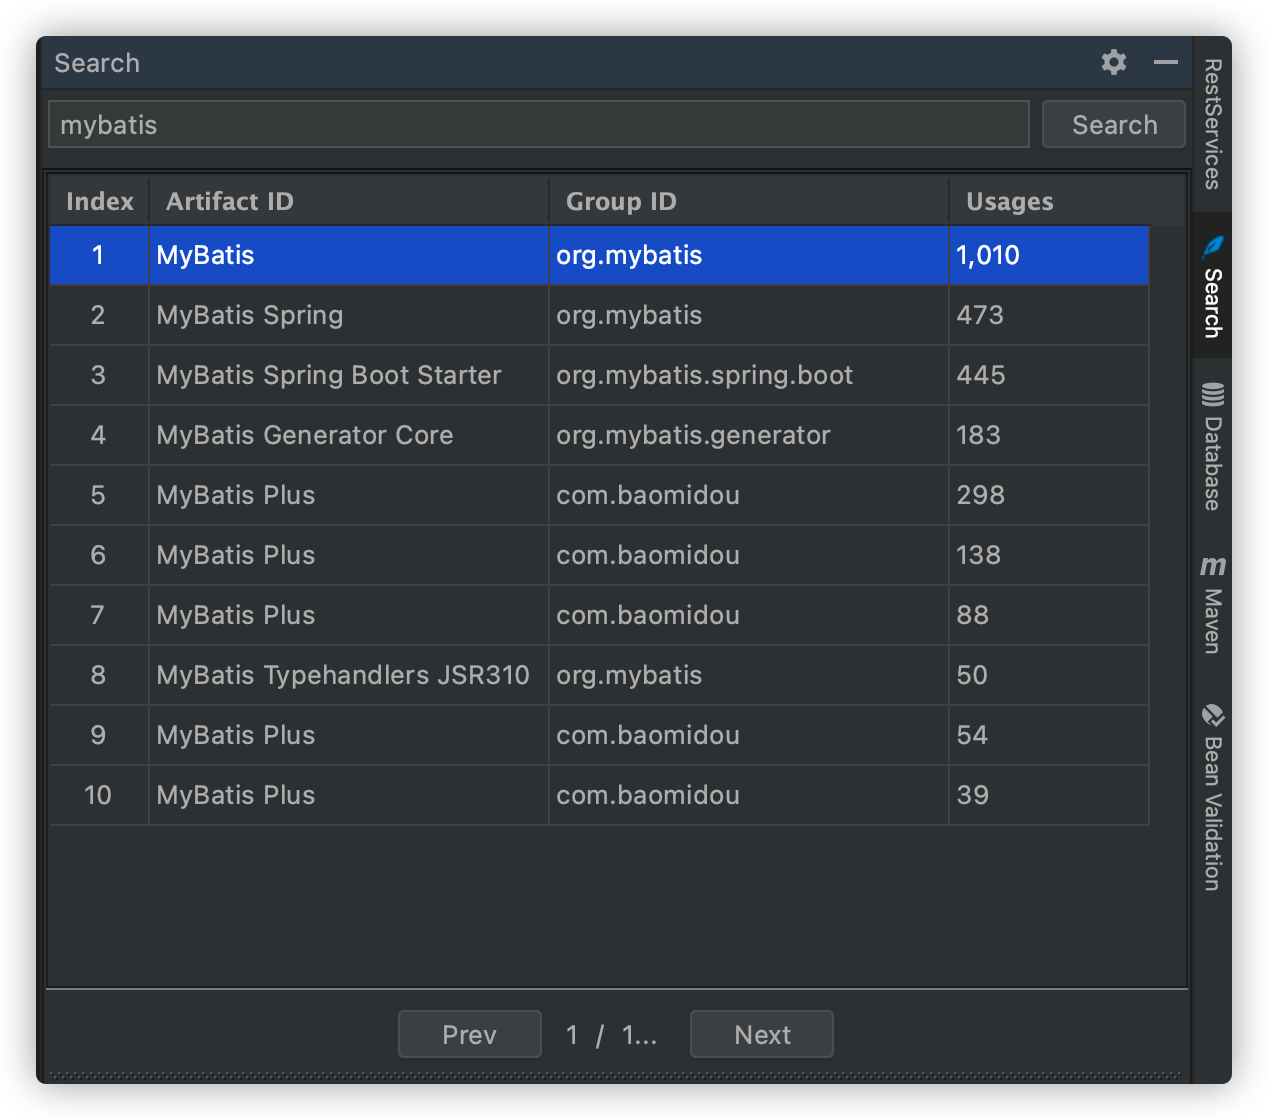 Search
mybatis
Search
Index Artifact ID Group ID Usages
1 MyBatis org.mybatis 1,010
2 MyBatis Spring org.mybatis 473
3 MyBatis Spring Boot Starter org.mybatis.spring.boot 445
4 MyBatis Generator Core org.mybatis.generator 183
5 MyBatis Plus com.baomidou 298
6 MyBatis Plus com.baomidou 138
7 MyBatis Plus com.baomidou 88
8 MyBatis Typehandlers JSR310 org.mybatis 50
9 MyBatis Plus com.baomidou 54
10 MyBatis Plus com.baomidou 39
Prev 1 / 1... Next
RestServices
Search
Database
m Maven
Bean Validation